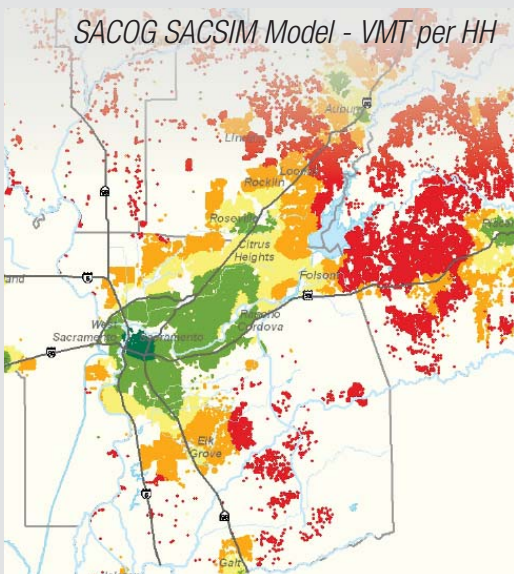 SACOG SACSIM Model - VMT per HH
Auburn
Lincoln
Loomis
Rocklin
Roseville
Citrus
Heights
Folsom
Rancho
Cordova
West
Sacramento
Sacramento
Elk
Grove
Galt